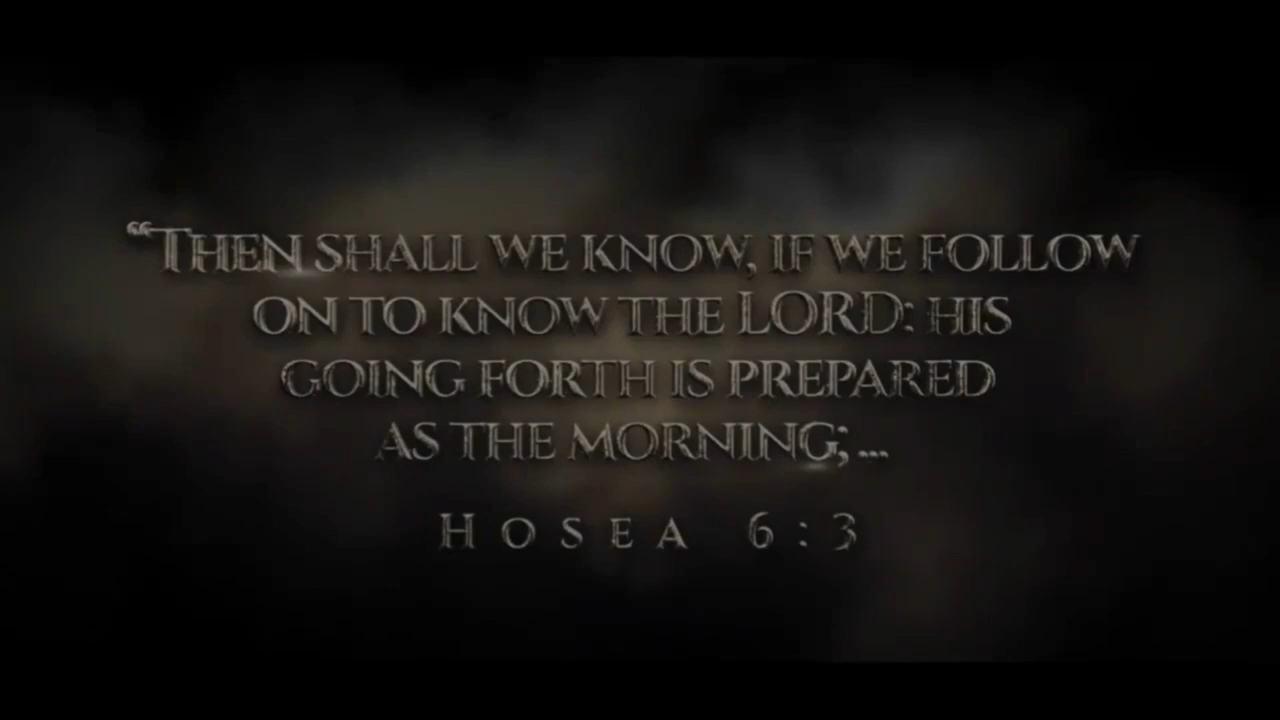 “THEN SHALL WE KNOW, IF WE FOLLOW
ON TO KNOW THE LORD: HIS
GOING FORTH IS PREPARED
AS THE MORNING;...
HOSEA 6:3